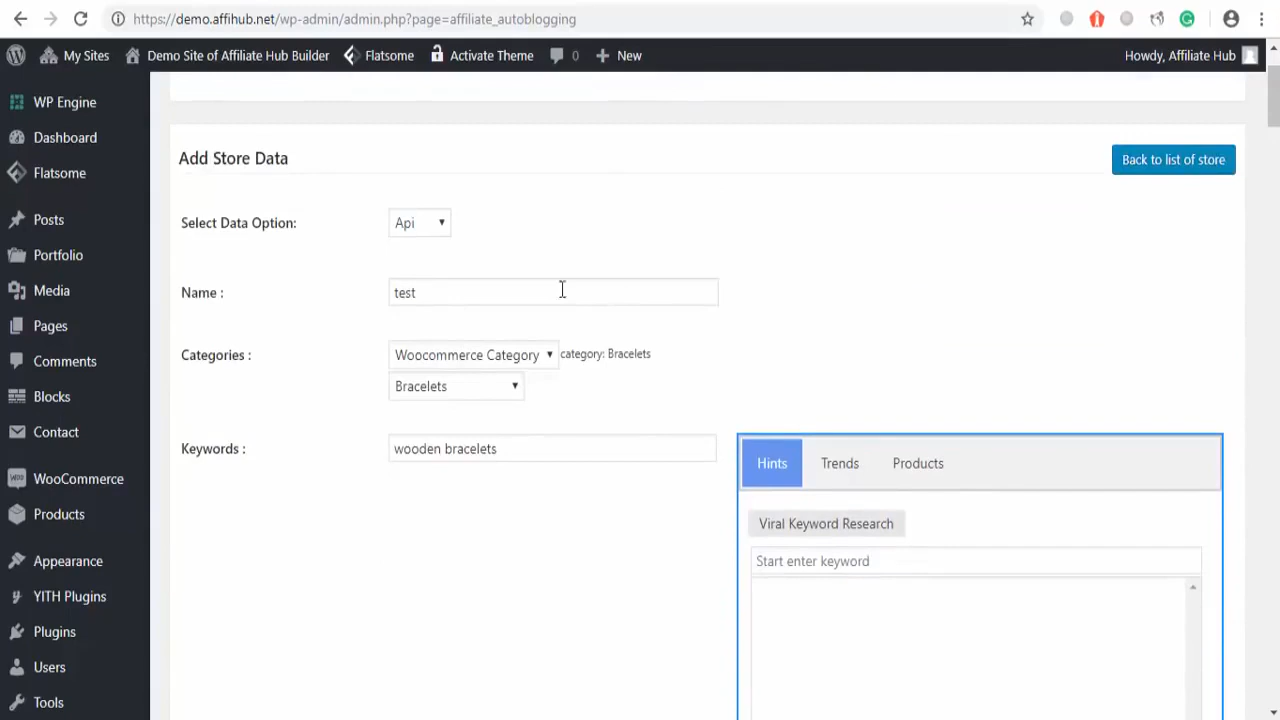 https://demo.affihub.net/wp-admin/admin.php?page=affiliate_autoblogging
My Sites
Demo Site of Affiliate Hub Builder
Flatsome
Activate Theme
0
New
Howdy, Affiliate Hub
WP Engine
Dashboard
Flatsome
Posts
Portfolio
Media
Pages
Comments
Blocks
Contact
WooCommerce
Products
Appearance
YITH Plugins
Plugins
Users
Tools
Add Store Data
Back to list of store
Select Data Option:
Api
Name :
test
Categories :
Woocommerce Category
category: Bracelets
Bracelets
Keywords :
wooden bracelets
Hints
Trends
Products
Viral Keyword Research
Start enter keyword